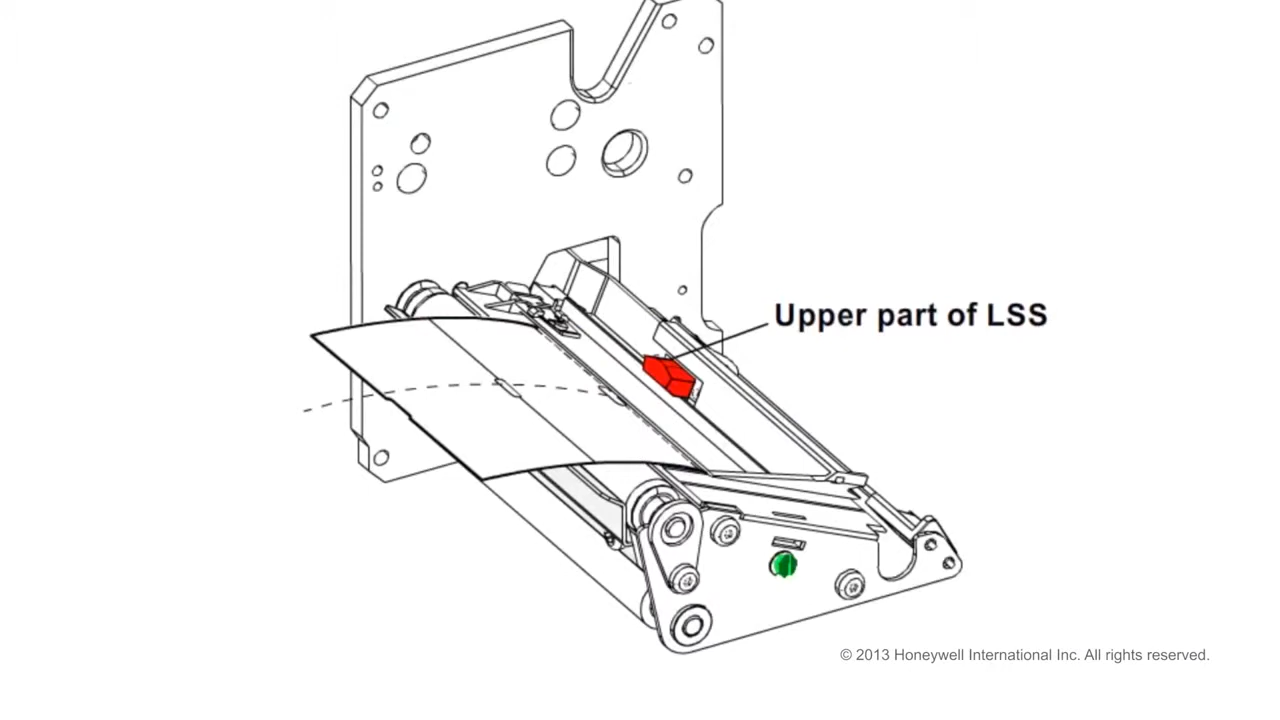 Upper part of LSS
© 2013 Honeywell International Inc. All rights reserved.